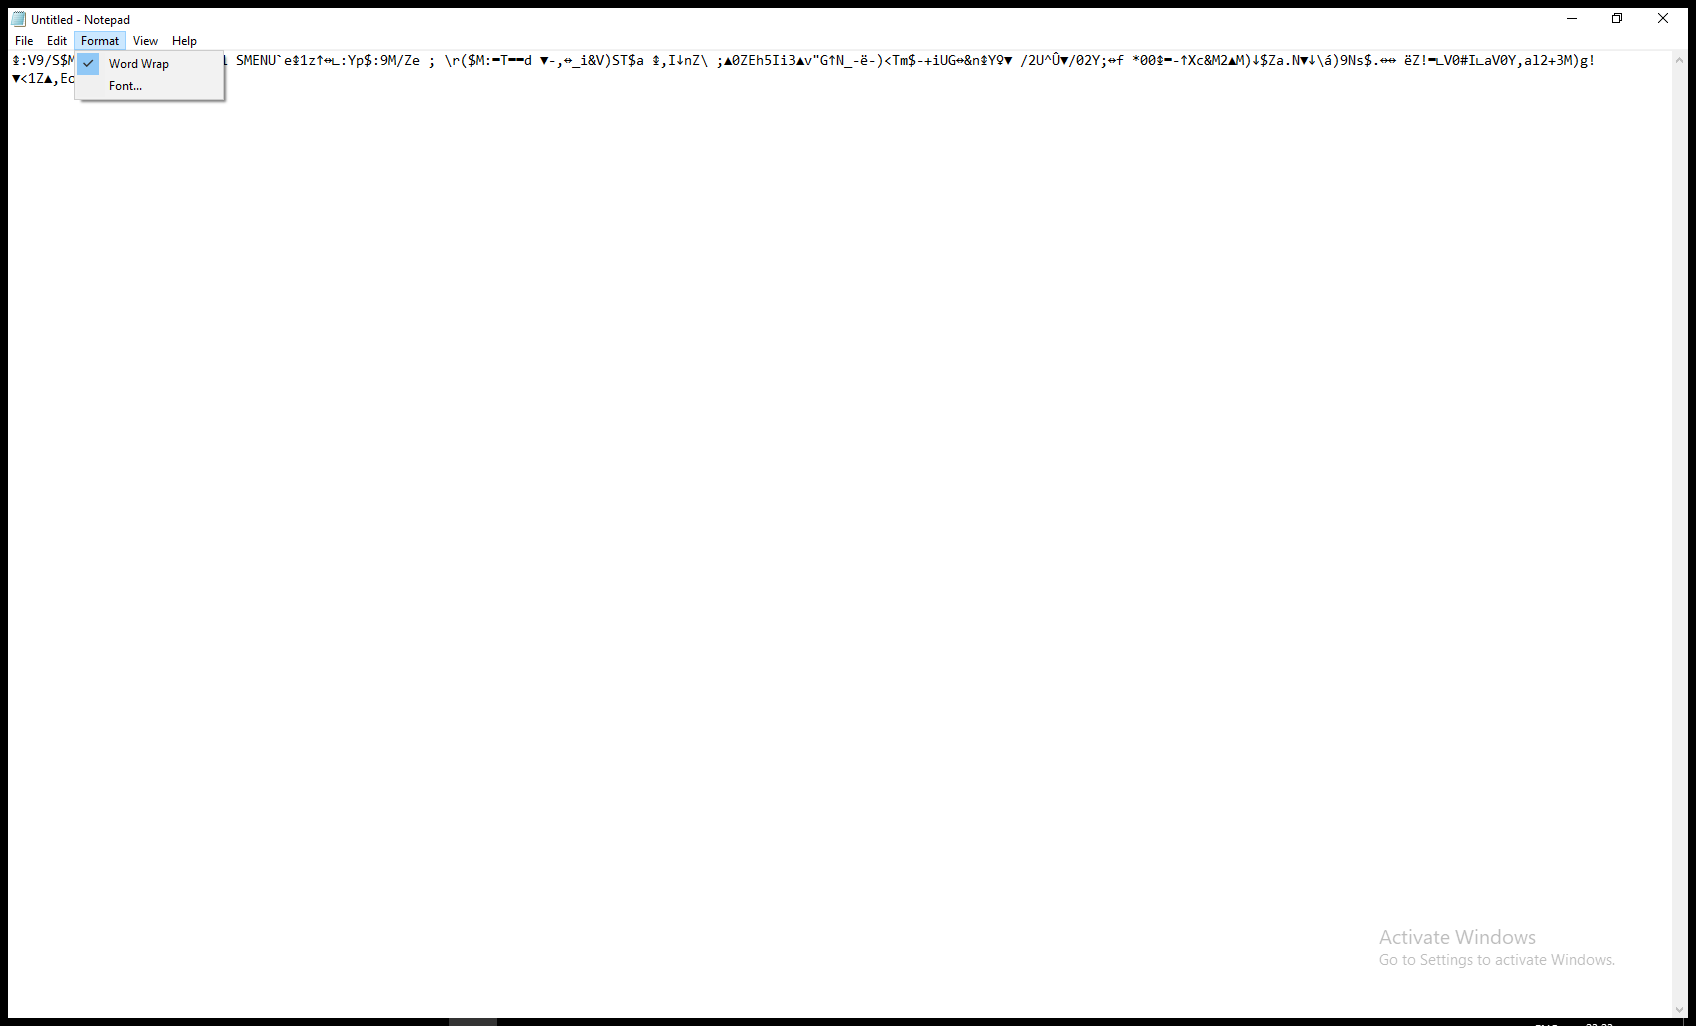 Untitled - Notepad
File Edit Format View Help
↕:V9/S$M SMENU`e↕1z↑↔∟:Yp$:9M/Ze ; \r($M:▬T▬▬d ▼-,↔_i&V)ST$a ↕,I↓nZ\ ;▲0ZEh5Ii3▲v"G↑N_-ë-)<Tm$-+iUG↔&n↕Y♀▼ /2U^Û▼/02Y;↔f *00↕▬-↑Xc&M2▲M)↓$Za.N▼↓\á)9Ns$.↔↔ ëZ!▬∟V0#I∟aV0Y,al2+3M)g!
▼<1Z▲,Ec
Word Wrap
Font...
Activate Windows
Go to Settings to activate Windows.